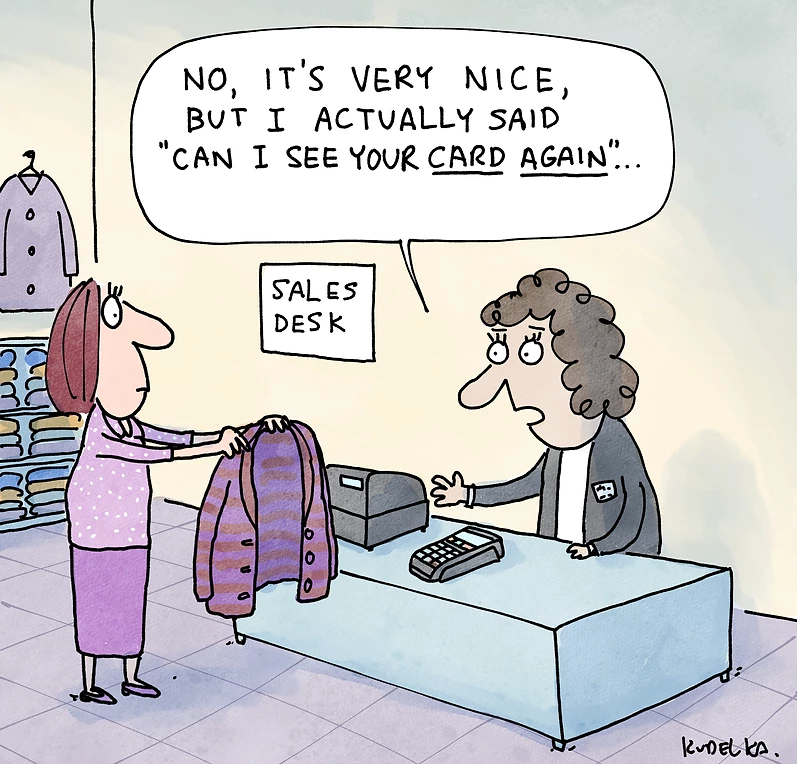 NO, IT'S VERY NICE,
BUT I ACTUALLY SAID
"CAN I SEE YOUR CARD AGAIN"...
SALES
DESK
KUDELKA.